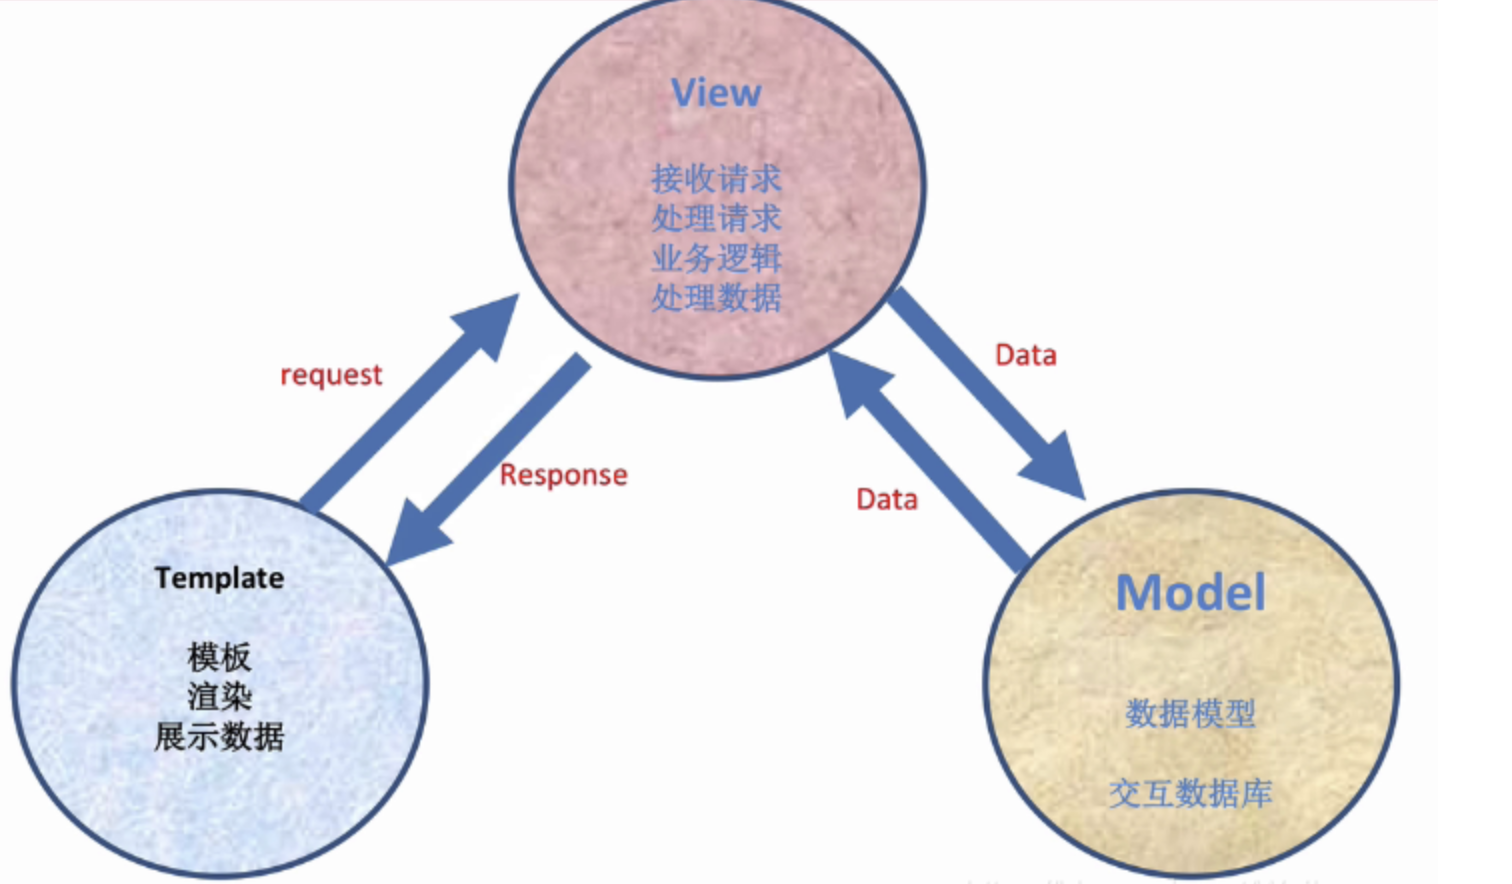 View
接收请求
处理请求
业务逻辑
处理数据
request
Response
Data
Data
Template
模板
渲染
展示数据
Model
数据模型
交互数据库